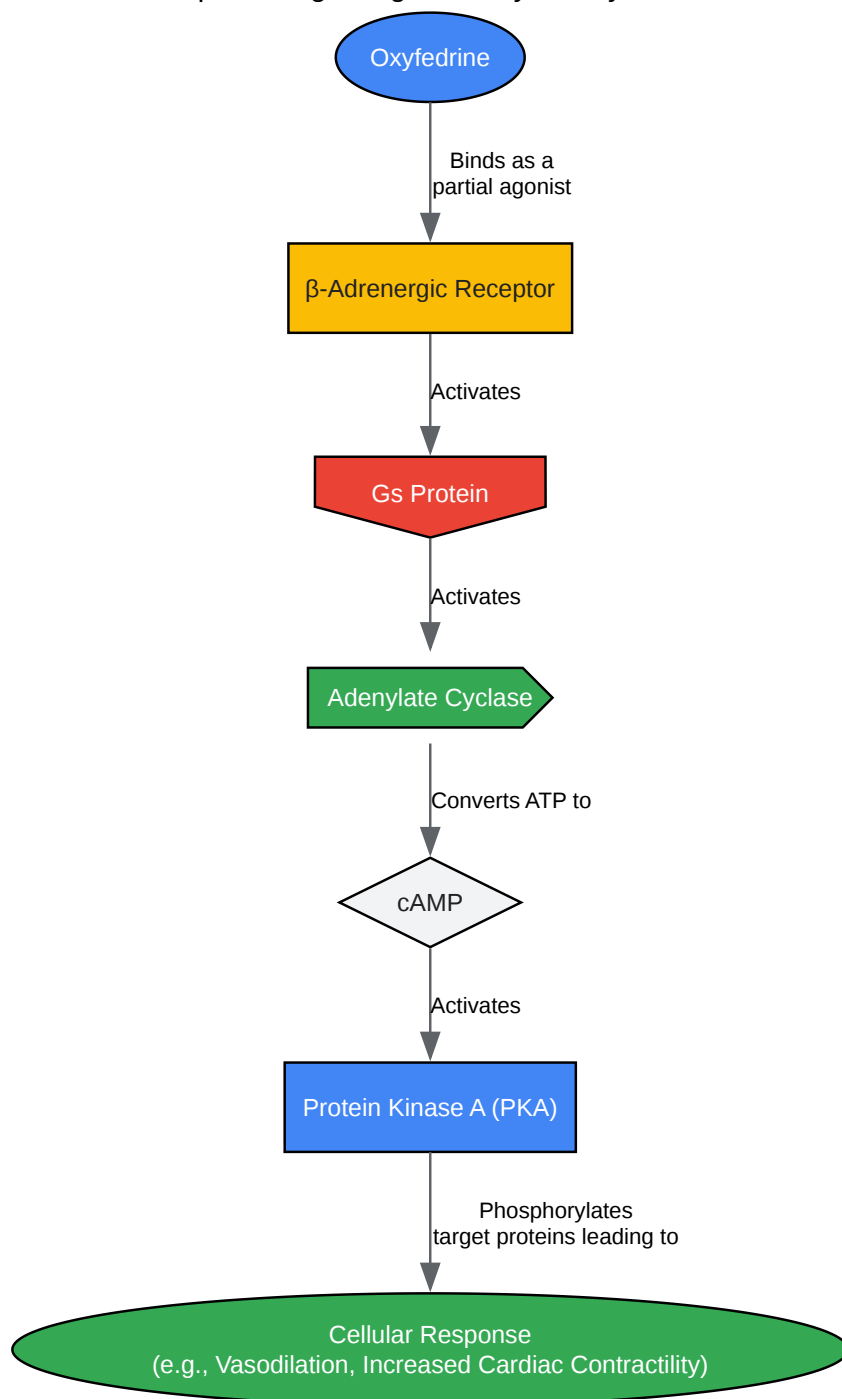 Oxyfedrine
Binds as a
partial agonist
β-Adrenergic Receptor
Activates
Gs Protein
Activates
Adenylate Cyclase
Converts ATP to
cAMP
Activates
Protein Kinase A (PKA)
Phosphorylates
target proteins leading to
Cellular Response
(e.g., Vasodilation, Increased Cardiac Contractility)